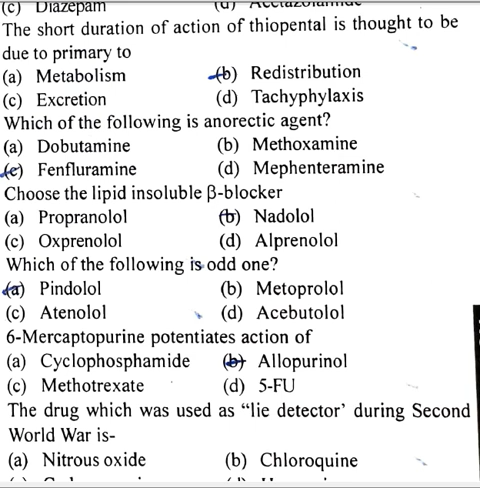 (c) Diazepam (d) Acetazolamide
The short duration of action of thiopental is thought to be
due to primary to
(a) Metabolism (b) Redistribution
(c) Excretion (d) Tachyphylaxis
Which of the following is anorectic agent?
(a) Dobutamine (b) Methoxamine
(c) Fenfluramine (d) Mephenteramine
Choose the lipid insoluble β-blocker
(a) Propranolol (b) Nadolol
(c) Oxprenolol (d) Alprenolol
Which of the following is odd one?
(a) Pindolol (b) Metoprolol
(c) Atenolol (d) Acebutolol
6-Mercaptopurine potentiates action of
(a) Cyclophosphamide (b) Allopurinol
(c) Methotrexate (d) 5-FU
The drug which was used as “lie detector’ during Second
World War is-
(a) Nitrous oxide (b) Chloroquine